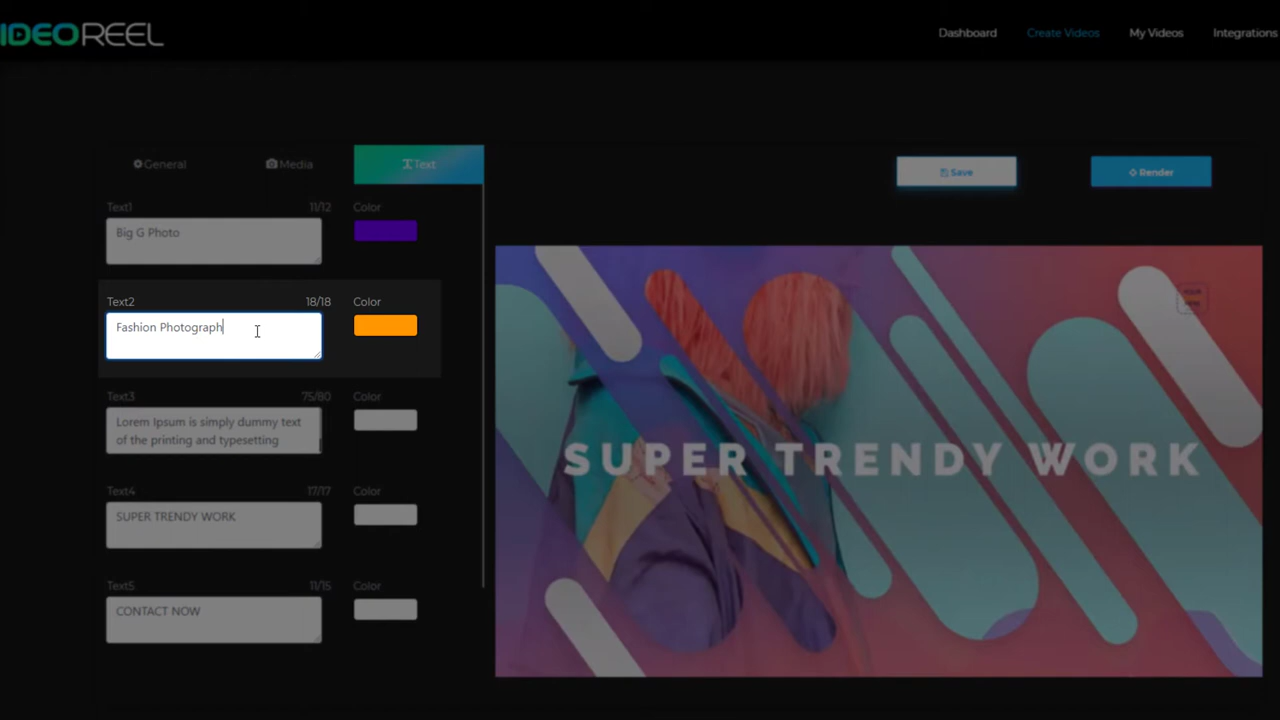 IDEOREEL
Dashboard
Create Videos
My Videos
Integrations
General
Media
Text
Save
Render
Text1
11/12
Color
Big G Photo
Text2
18/18
Color
Fashion Photograph
Text3
75/80
Color
Lorem Ipsum is simply dummy text
of the printing and typesetting
Text4
17/17
Color
SUPER TRENDY WORK
Text5
11/15
Color
CONTACT NOW
SUPER TRENDY WORK